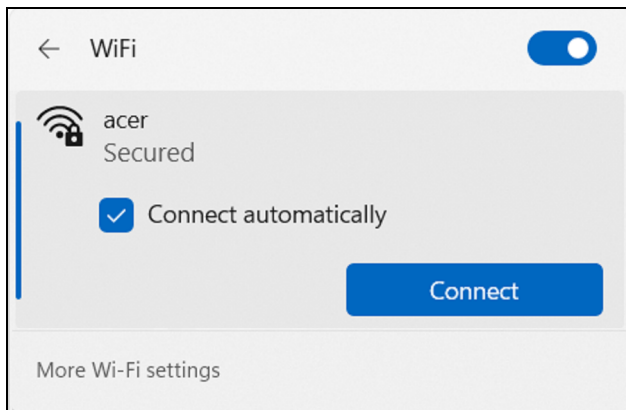 WiFi
acer
Secured
Connect automatically
Connect
More Wi-Fi settings